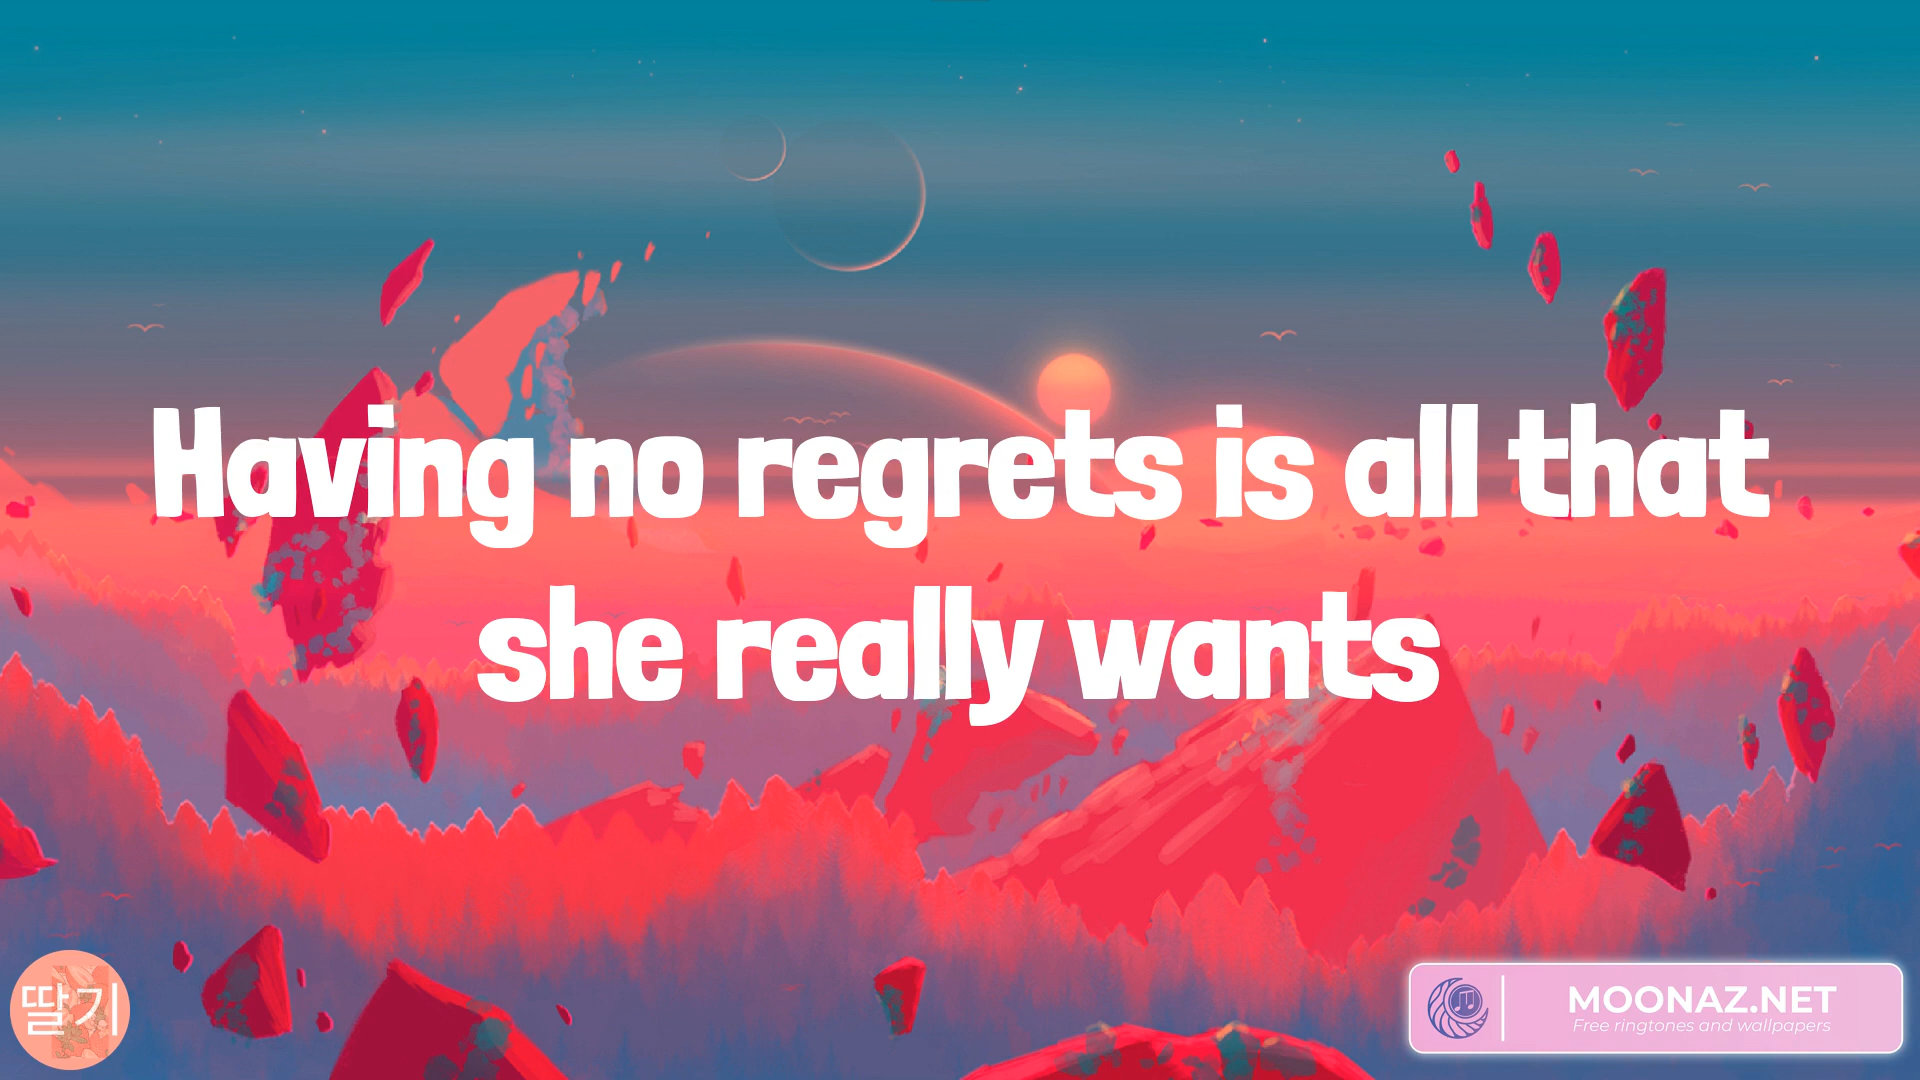 Having no regrets is all that
she really wants
딸기
MOONAZ.NET
Free ringtones and wallpapers